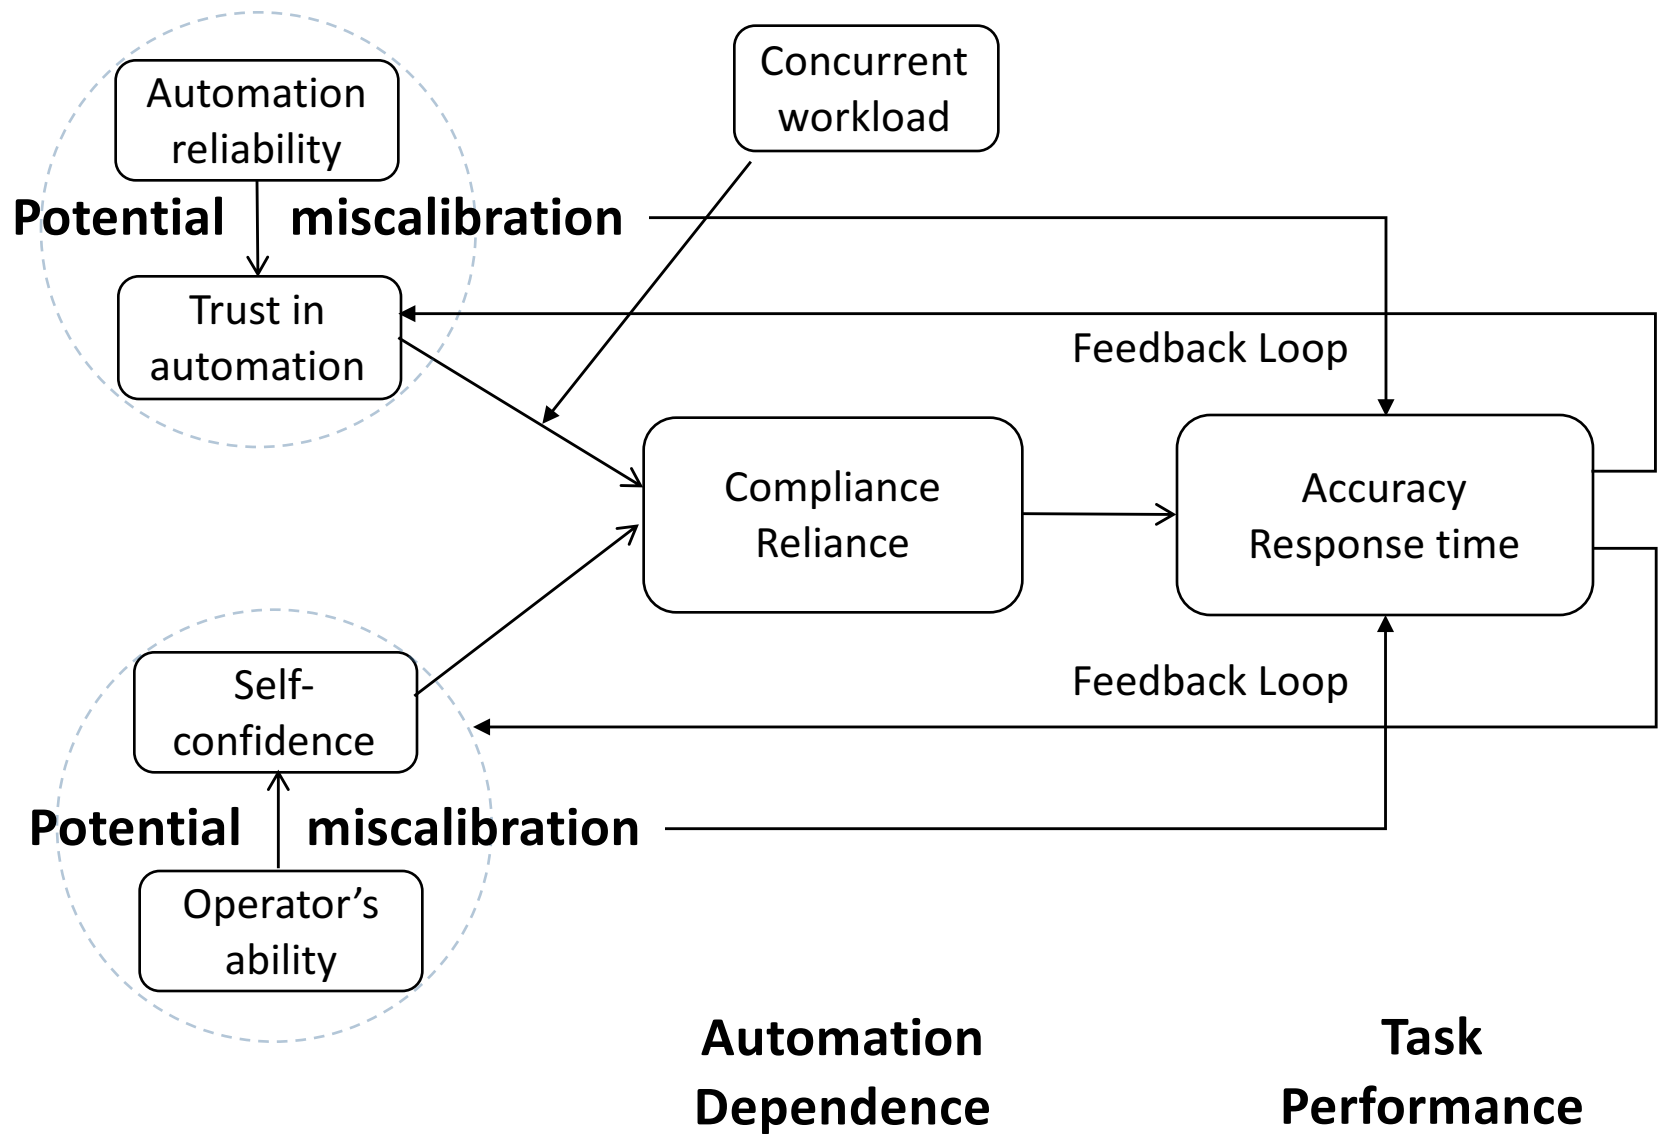 Automation
reliability
Concurrent
workload
Potential miscalibration
Trust in
automation
Feedback Loop
Compliance
Reliance
Accuracy
Response time
Self-
confidence
Feedback Loop
Potential miscalibration
Operator’s
ability
Automation
Dependence
Task
Performance